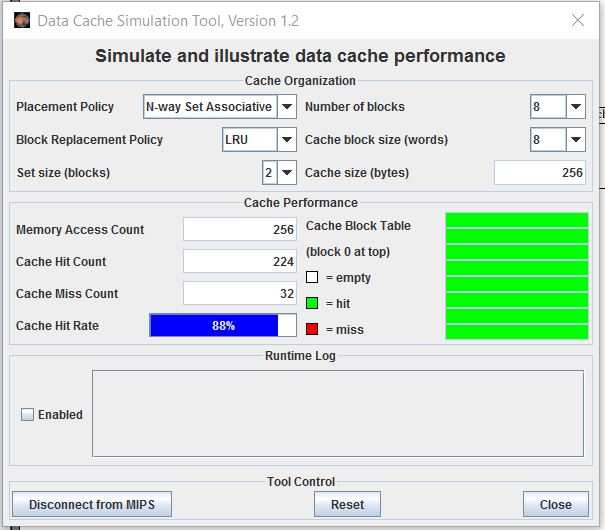 Data Cache Simulation Tool, Version 1.2
Simulate and illustrate data cache performance
Cache Organization
Placement Policy N-way Set Associative Number of blocks 8
Block Replacement Policy LRU Cache block size (words) 8
Set size (blocks) 2 Cache size (bytes) 256
Cache Performance
Memory Access Count 256 Cache Block Table
(block 0 at top)
Cache Hit Count 224
= empty
Cache Miss Count 32
= hit
Cache Hit Rate 88% = miss
Runtime Log
Enabled
Tool Control
Disconnect from MIPS Reset Close